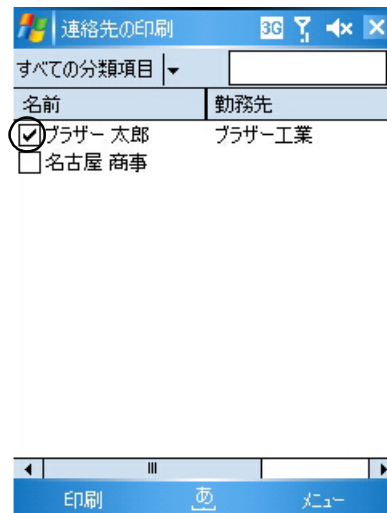 連絡先の印刷 3G
すべての分類項目
名前 勤務先
ブラザー 太郎 ブラザー工業
名古屋 商事
印刷 あ メニュー